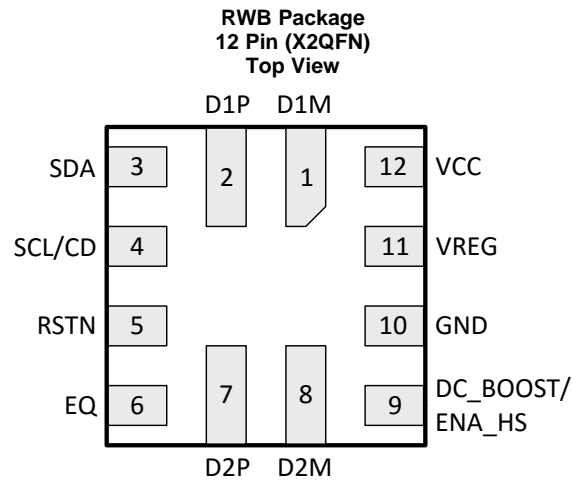 RWB Package
12 Pin (X2QFN)
Top View
D1P D1M
SDA 3 2 1 12 VCC
SCL/CD 4 11 VREG
RSTN 5 10 GND
EQ 6 7 8 9 DC_BOOST/
ENA_HS
D2P D2M